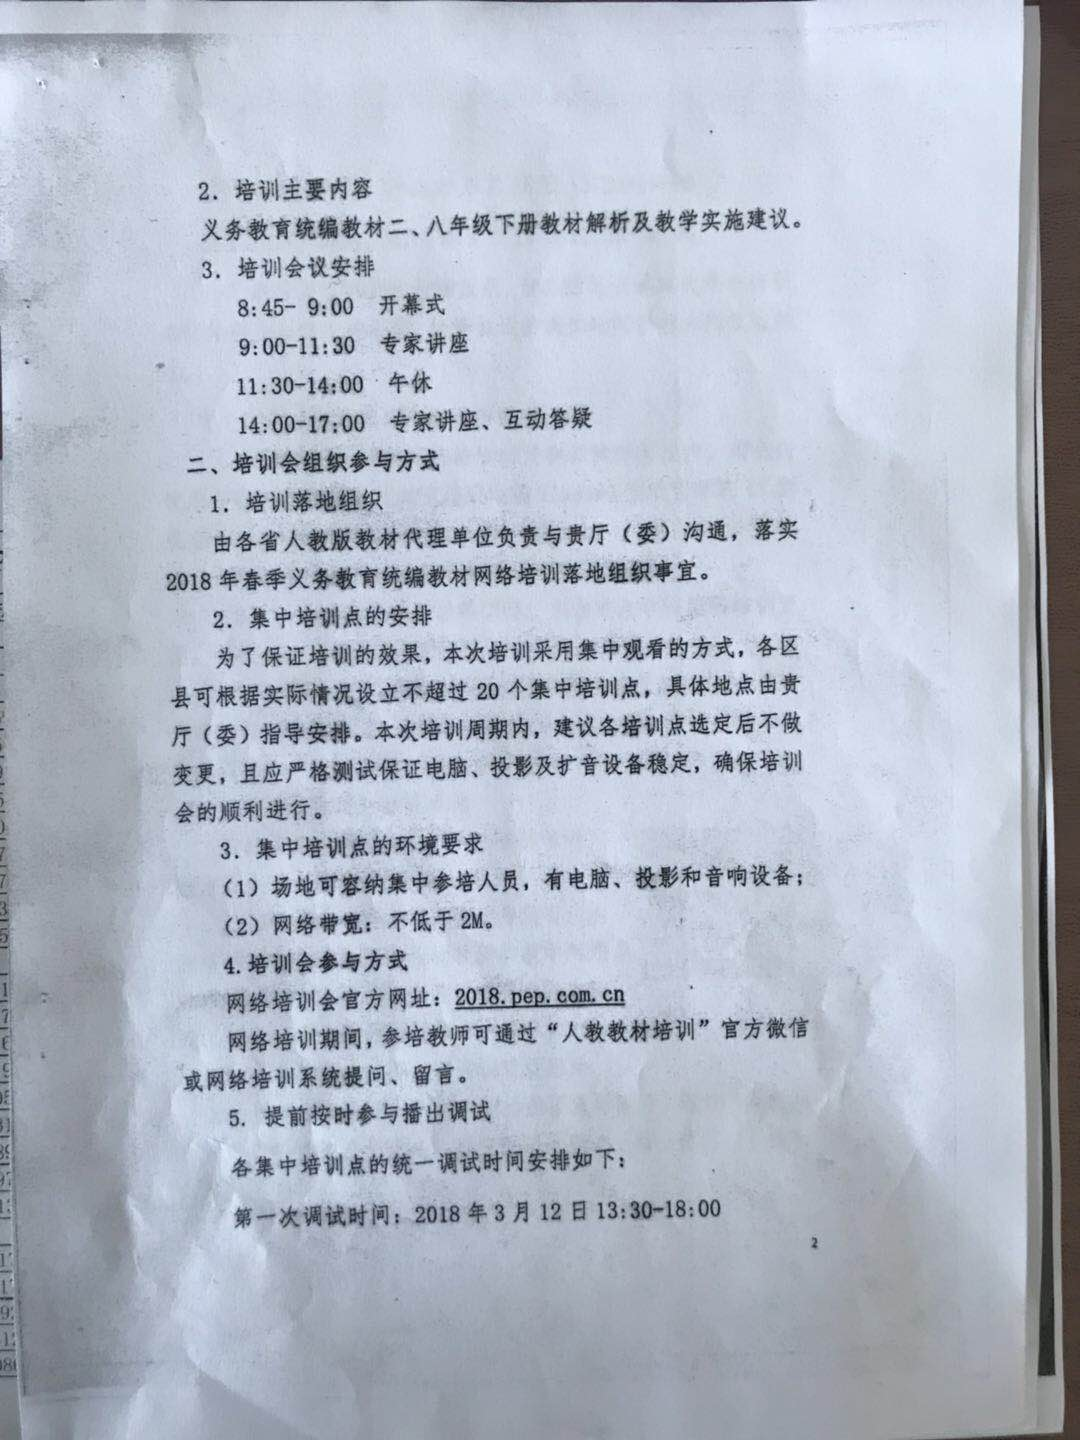 2. 培训主要内容
义务教育统编教材二、八年级下册教材解析及教学实施建议。
3. 培训会议安排
8:45- 9:00 开幕式
9:00-11:30 专家讲座
11:30-14:00 午休
14:00-17:00 专家讲座、互动答疑
二、培训会组织参与方式
1. 培训落地组织
由各省人教版教材代理单位负责与贵厅（委）沟通，落实
2018年春季义务教育统编教材网络培训落地组织事宜。
2. 集中培训点的安排
为了保证培训的效果，本次培训采用集中观看的方式，各区
县可根据实际情况设立不超过20个集中培训点，具体地点由贵
厅（委）指导安排。本次培训周期内，建议各培训点选定后不做
变更，且应严格测试保证电脑、投影及扩音设备稳定，确保培训
会的顺利进行。
3. 集中培训点的环境要求
（1）场地可容纳集中参培人员，有电脑、投影和音响设备；
（2）网络带宽：不低于2M。
4.培训会参与方式
网络培训会官方网址：2018.pep.com.cn
网络培训期间，参培教师可通过“人教教材培训”官方微信
或网络培训系统提问、留言。
5. 提前按时参与播出调试
各集中培训点的统一调试时间安排如下：
第一次调试时间：2018年3月12日13:30-18:00
2